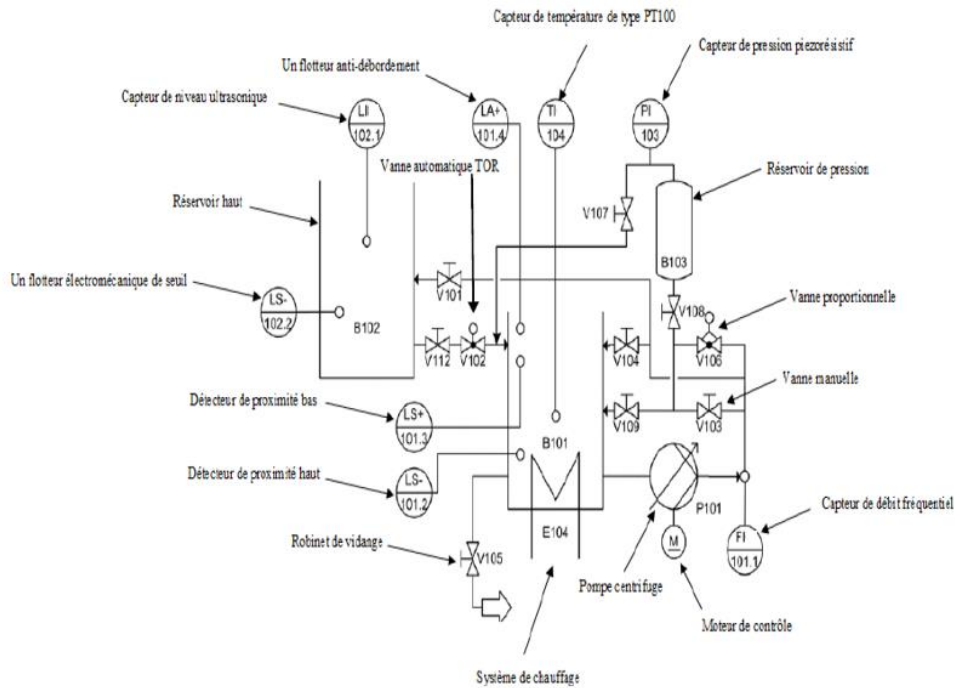 Capteur de température de type PT100
Capteur de pression piezorésistif
Un flotteur anti-débordement
Capteur de niveau ultrasonique
LA+
101.4
TI
104
PI
103
102.1
Vanne automatique TOR
Réservoir de pression
Réservoir haut
V107
B103
Un flotteur électromécanique de seuil
V101
V108
Vanne proportionnelle
LS-
102.2
B102
V112
V102
V104
V106
Détecteur de proximité bas
Vanne manuelle
LS+
101.3
B101
V109
V103
Détecteur de proximité haut
LS-
101.2
E104
P101
Capteur de débit fréquentiel
Robinet de vidange
V105
M
FI
101.1
Pompe centrifuge
Moteur de contrôle
Système de chauffage